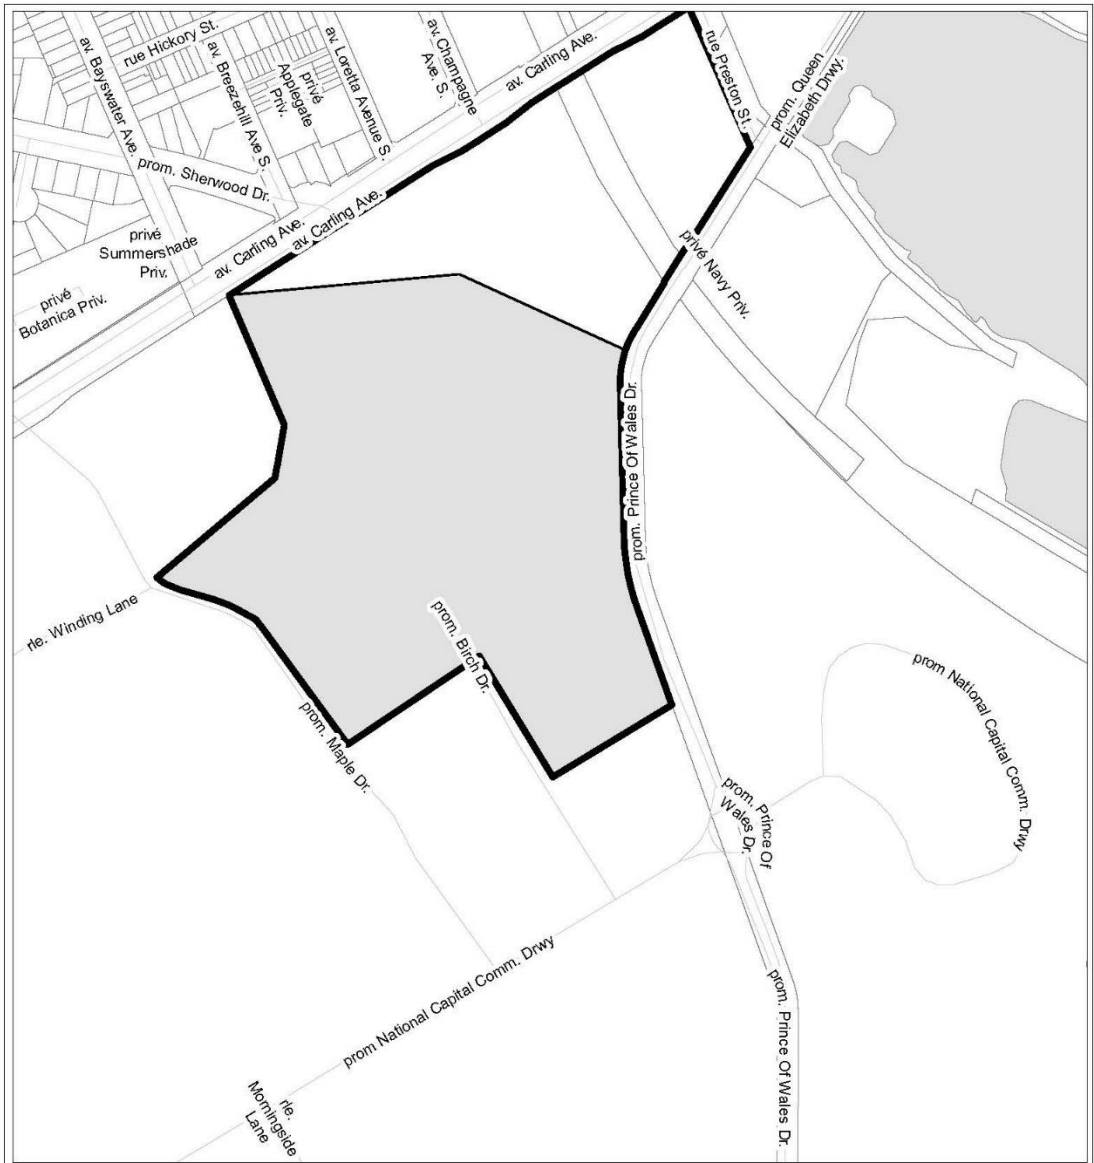 rue Hickory St.
av. Bayswater Ave.
av. Breezehill Ave S.
privé
Applegate
Priv.
av. Loretta Avenue S.
av. Champagne
Ave. S.
av. Carling Ave.
rue Preston St.
prom. Queen
Elizabeth Drwy.
prom. Sherwood Dr.
privé
Summershade
Priv.
av. Carling Ave.
av. Carling Ave.
privé
Botanica Priv.
privé Navy Priv.
prom. Prince Of Wales Dr.
rle. Winding Lane
prom. Birch Dr.
prom. Maple Dr.
prom National Capital Comm. Drwy
prom. Prince Of
Wales Dr.
prom National Capital Comm. Drwy
prom. Prince Of Wales Dr.
rle.
Morningside
Lane